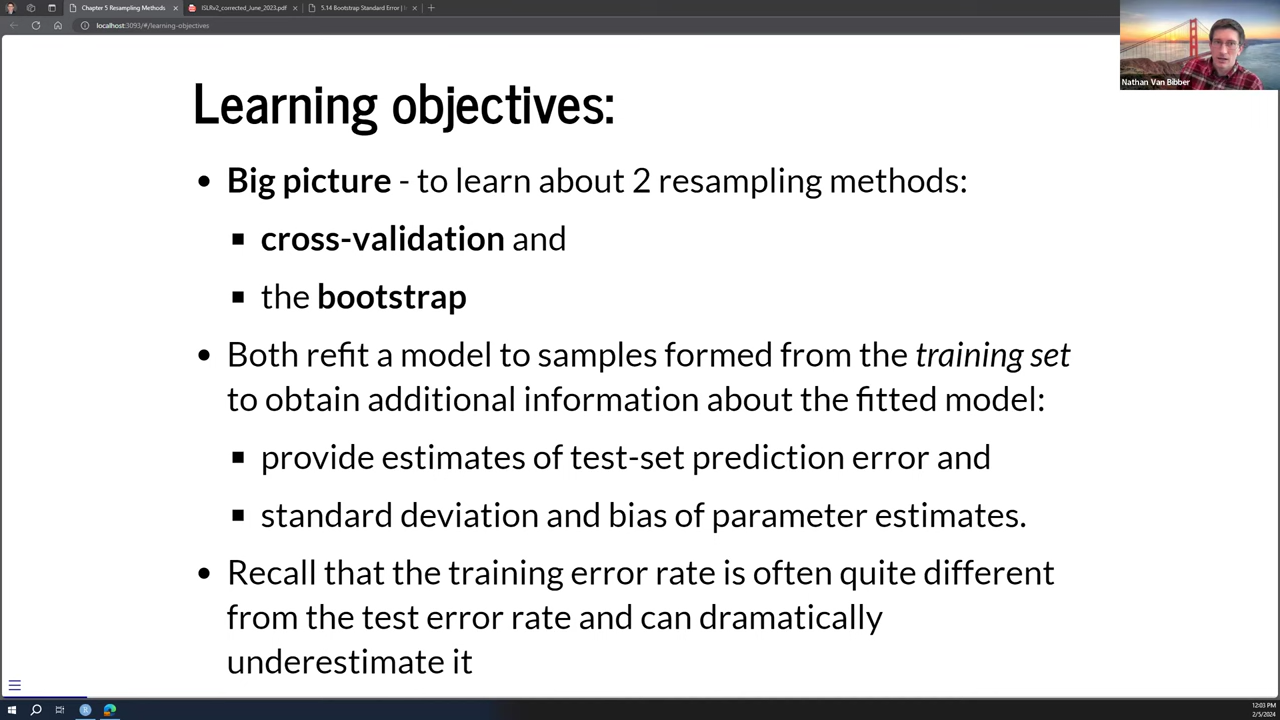 Chapter 5 Resampling Methods
ISLRv2_corrected_June_2023.pdf
5.14 Bootstrap Standard Error |
localhost:3093/#/learning-objectives
Nathan Van Bibber
Learning objectives:
Big picture - to learn about 2 resampling methods:
cross-validation and
the bootstrap
Both refit a model to samples formed from the training set
to obtain additional information about the fitted model:
provide estimates of test-set prediction error and
standard deviation and bias of parameter estimates.
Recall that the training error rate is often quite different
from the test error rate and can dramatically
underestimate it
12:03 PM
2/5/2024